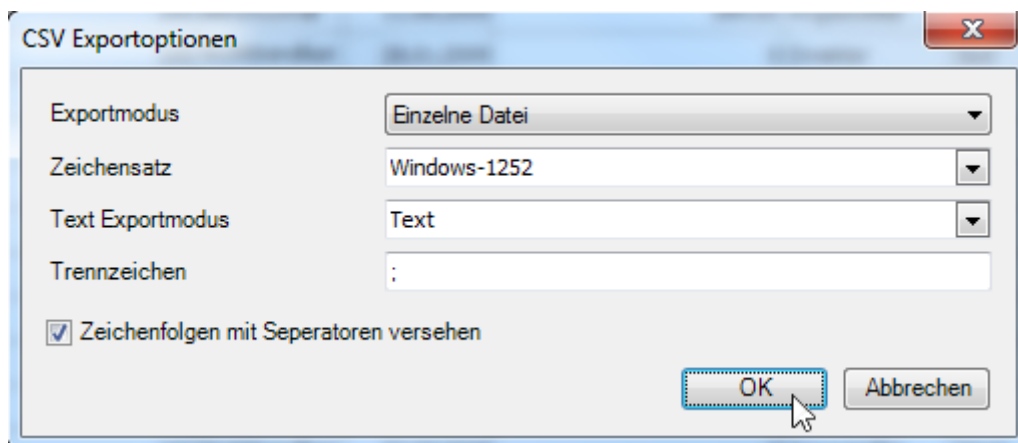 CSV Exportoptionen
Exportmodus Einzelne Datei
Zeichensatz Windows-1252
Text Exportmodus Text
Trennzeichen ;
Zeichenfolgen mit Seperatoren versehen
OK Abbrechen